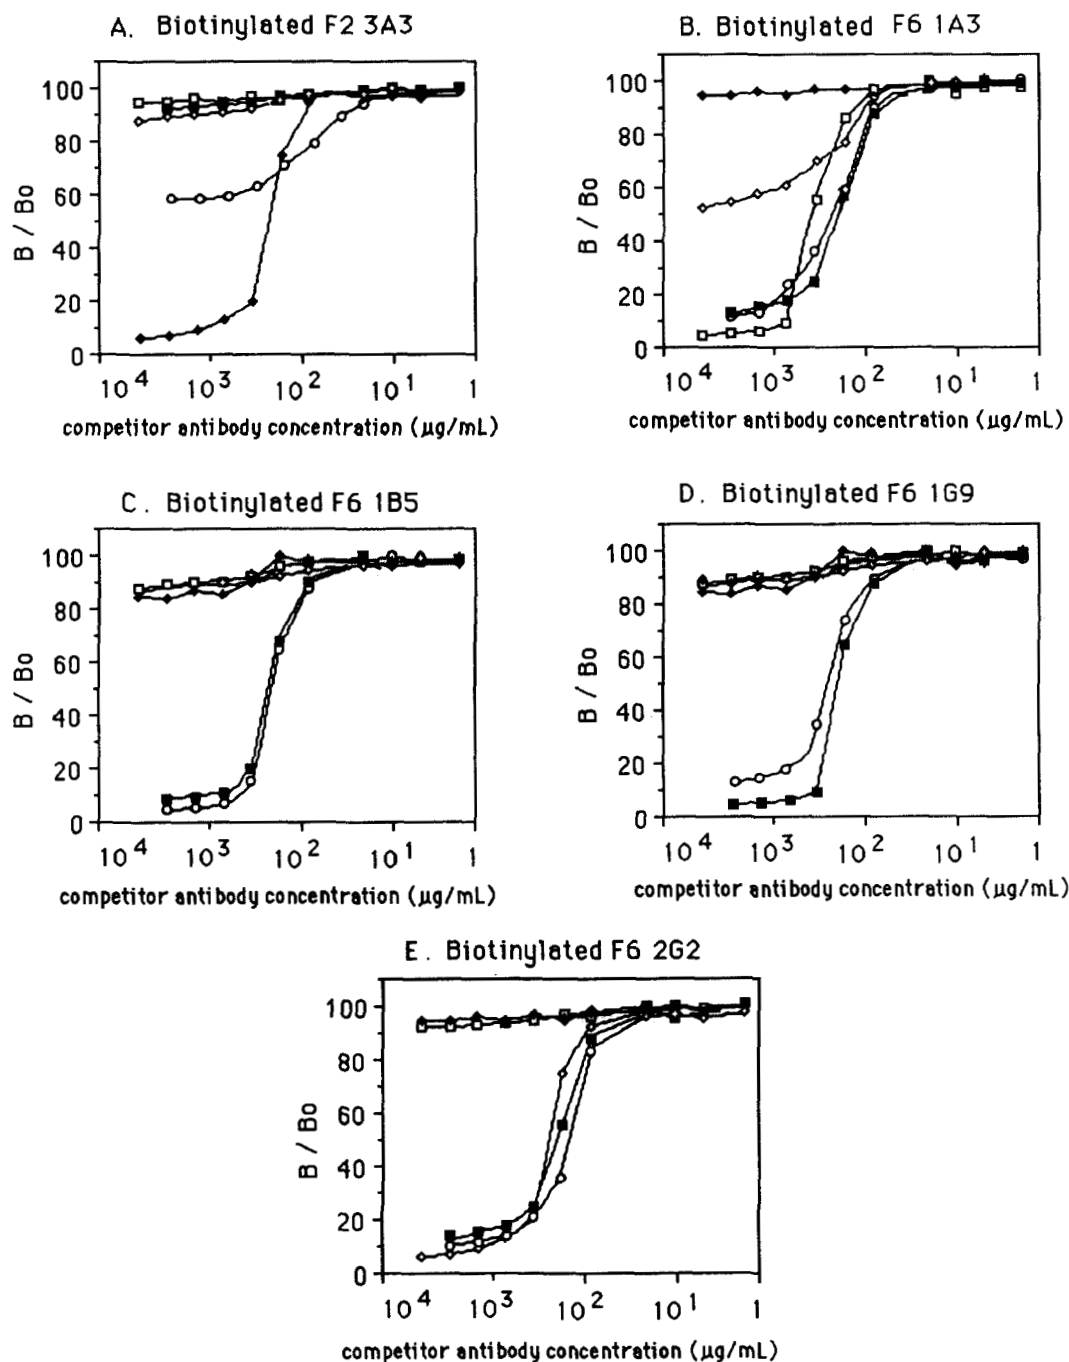 A. Biotinylated F2 3A3
100
80
60
40
20
0
B / Bo
10^4 10^3 10^2 10^1 1
competitor antibody concentration (µg/mL)
B. Biotinylated F6 1A3
100
80
60
40
20
0
B / Bo
10^4 10^3 10^2 10^1 1
competitor antibody concentration (µg/mL)
C. Biotinylated F6 1B5
100
80
60
40
20
0
B / Bo
10^4 10^3 10^2 10^1 1
competitor antibody concentration (µg/mL)
D. Biotinylated F6 1G9
100
80
60
40
20
0
B / Bo
10^4 10^3 10^2 10^1 1
competitor antibody concentration (µg/mL)
E. Biotinylated F6 2G2
100
80
60
40
20
0
B / Bo
10^4 10^3 10^2 10^1 1
competitor antibody concentration (µg/mL)